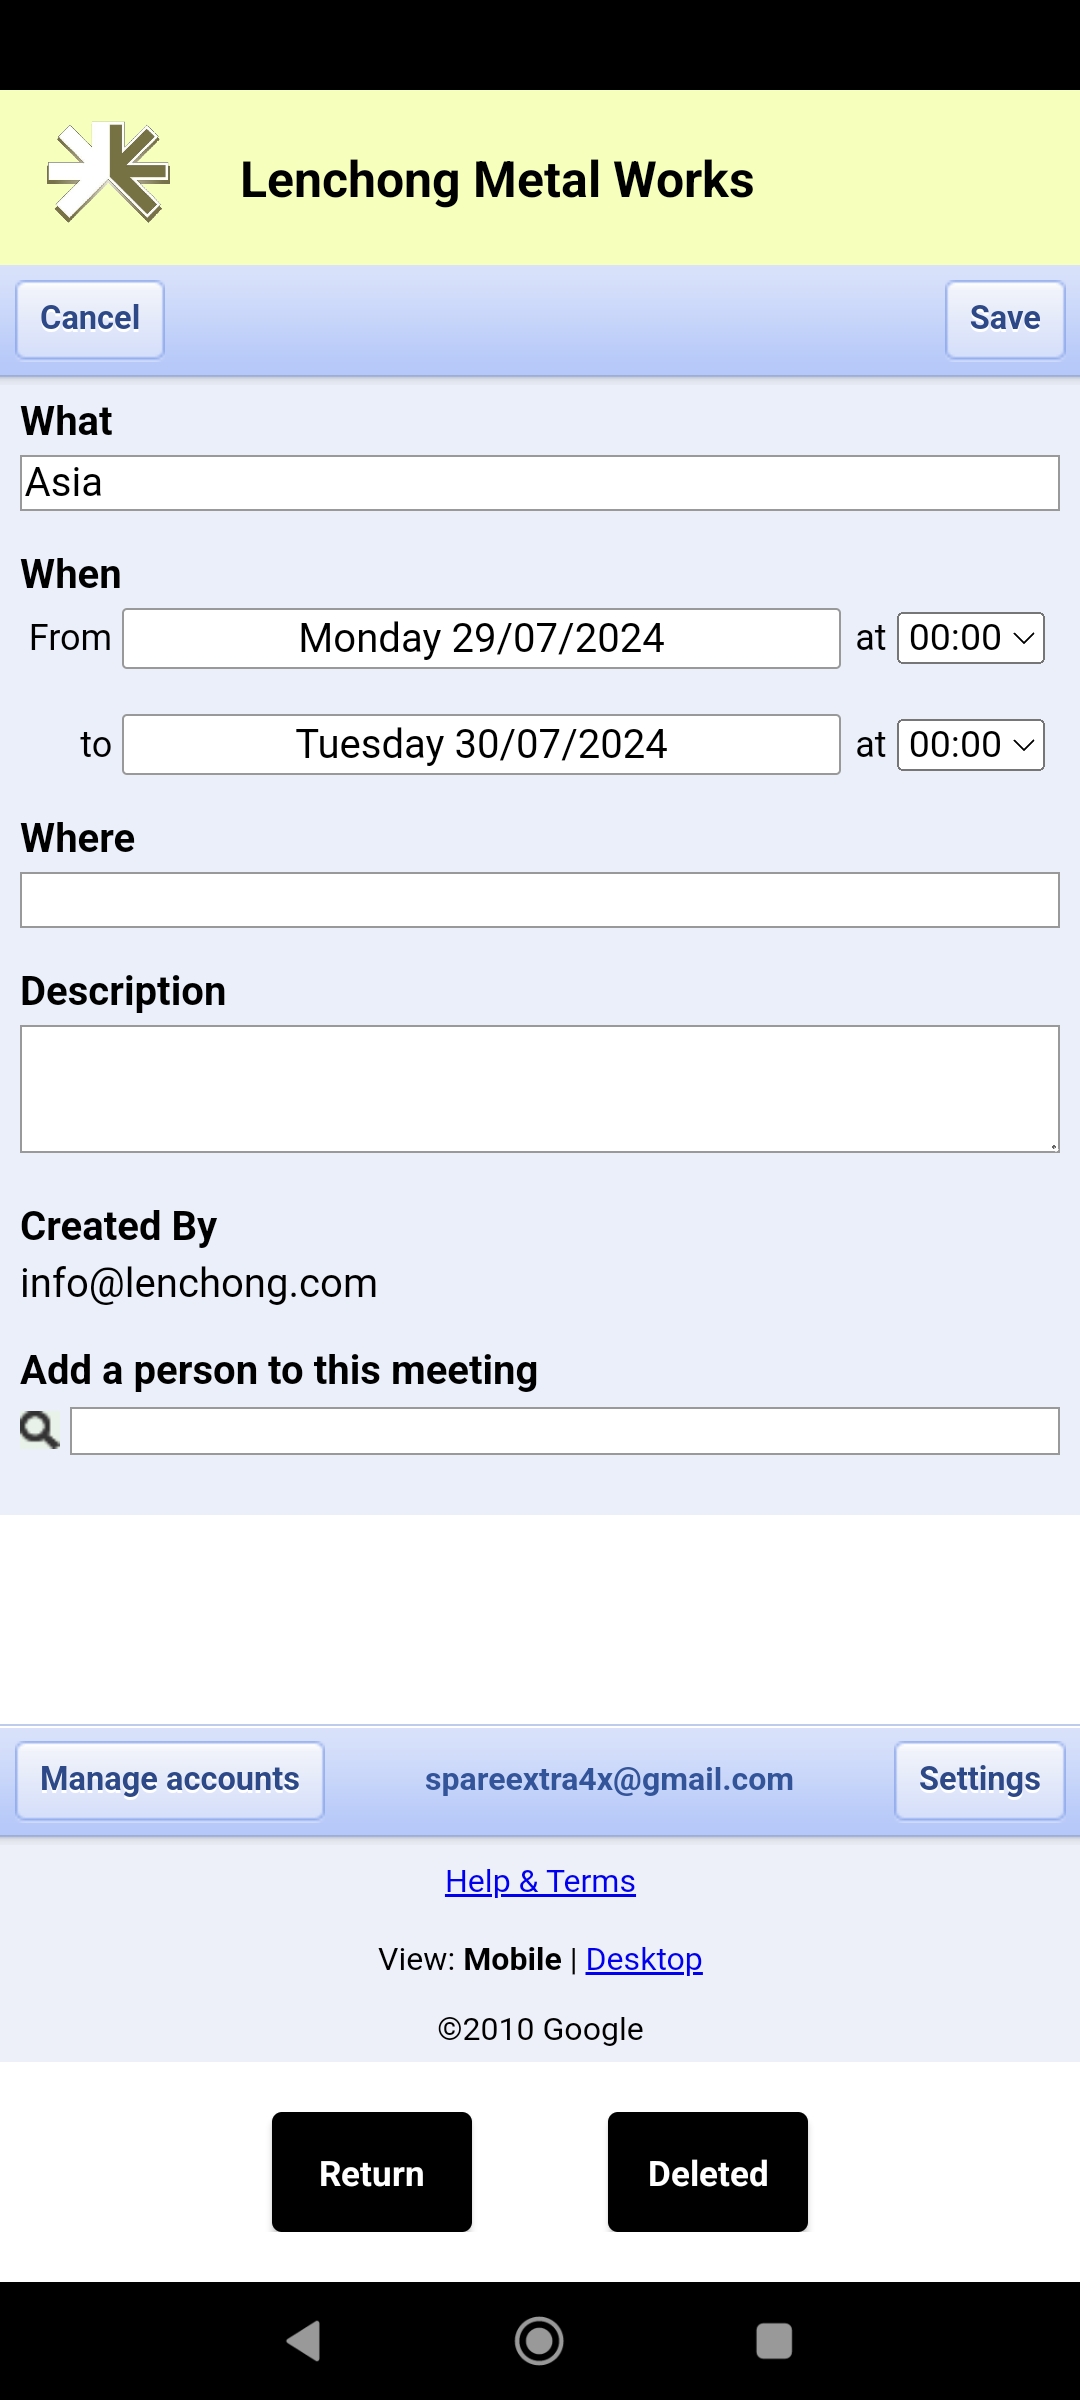 Lenchong Metal Works
Cancel Save
What
Asia
When
From Monday 29/07/2024 at 00:00
to Tuesday 30/07/2024 at 00:00
Where
Description
Created By
info@lenchong.com
Add a person to this meeting
Manage accounts spareextra4x@gmail.com Settings
Help & Terms
View: Mobile | Desktop
©2010 Google
Return Deleted